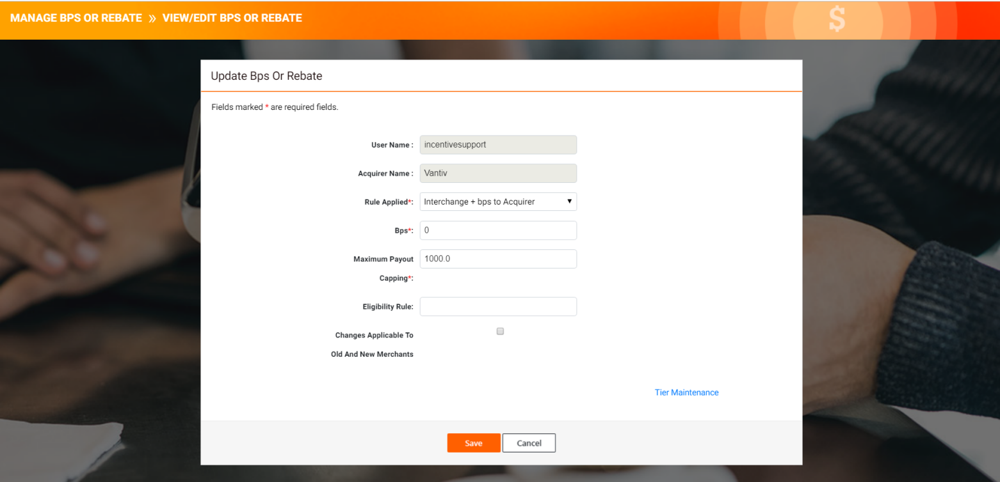 MANAGE BPS OR REBATE » VIEW/EDIT BPS OR REBATE
$
Update Bps Or Rebate
Fields marked * are required fields.
User Name : incentivesupport
Acquirer Name : Vantiv
Rule Applied*: Interchange + bps to Acquirer
Bps*: 0
Maximum Payout 1000.0
Capping*:
Eligibility Rule:
Changes Applicable To
Old And New Merchants
Tier Maintenance
Save Cancel